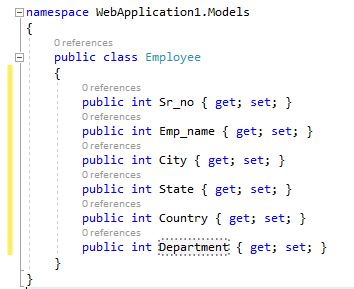 namespace WebApplication1.Models
{
0 references
public class Employee
{
0 references
public int Sr_no { get; set; }
0 references
public int Emp_name { get; set; }
0 references
public int City { get; set; }
0 references
public int State { get; set; }
0 references
public int Country { get; set; }
0 references
public int Department { get; set; }
}
}